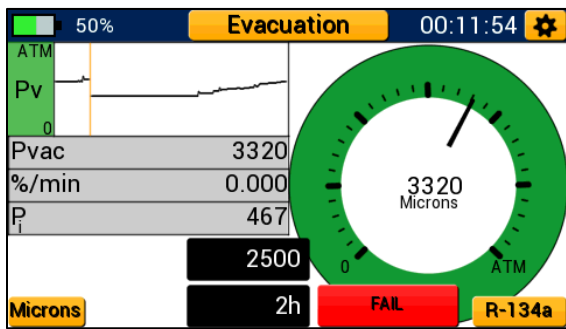 50% Evacuation 00:11:54
ATM
Pv
0
Pvac 3320
%/min 0.000
Pi 467
3320
Microns
0 ATM
2500
2h FAIL
Microns R-134a